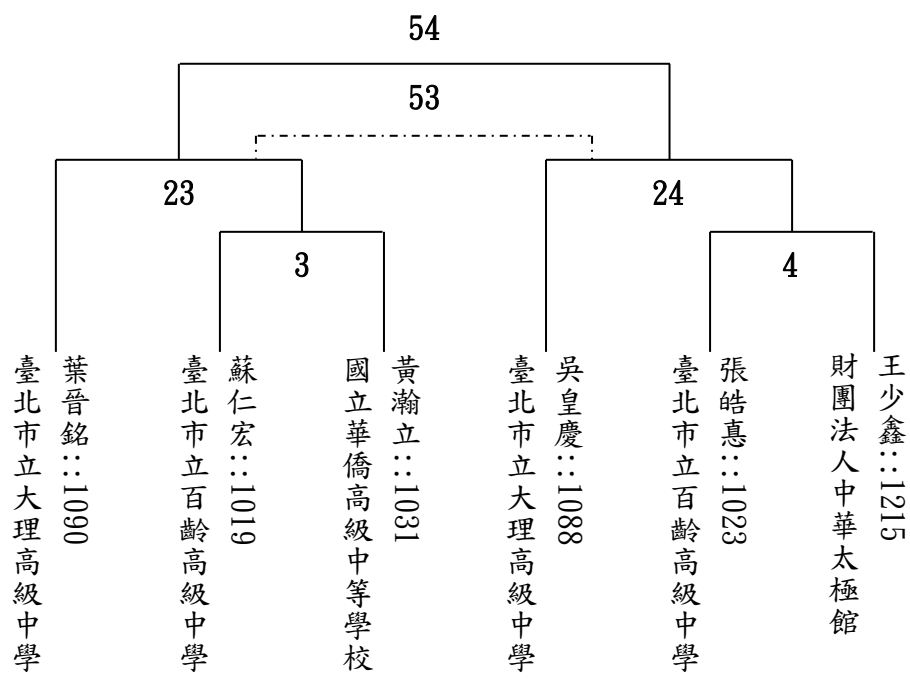 54
53
23
24
3
4
葉晉銘::1090
臺北市立大理高級中學
蘇仁宏::1019
臺北市立百齡高級中學
黃瀚立::1031
國立華僑高級中等學校
吳皇慶::1088
臺北市立大理高級中學
張皓惪::1023
臺北市立百齡高級中學
王少鑫::1215
財團法人中華太極館